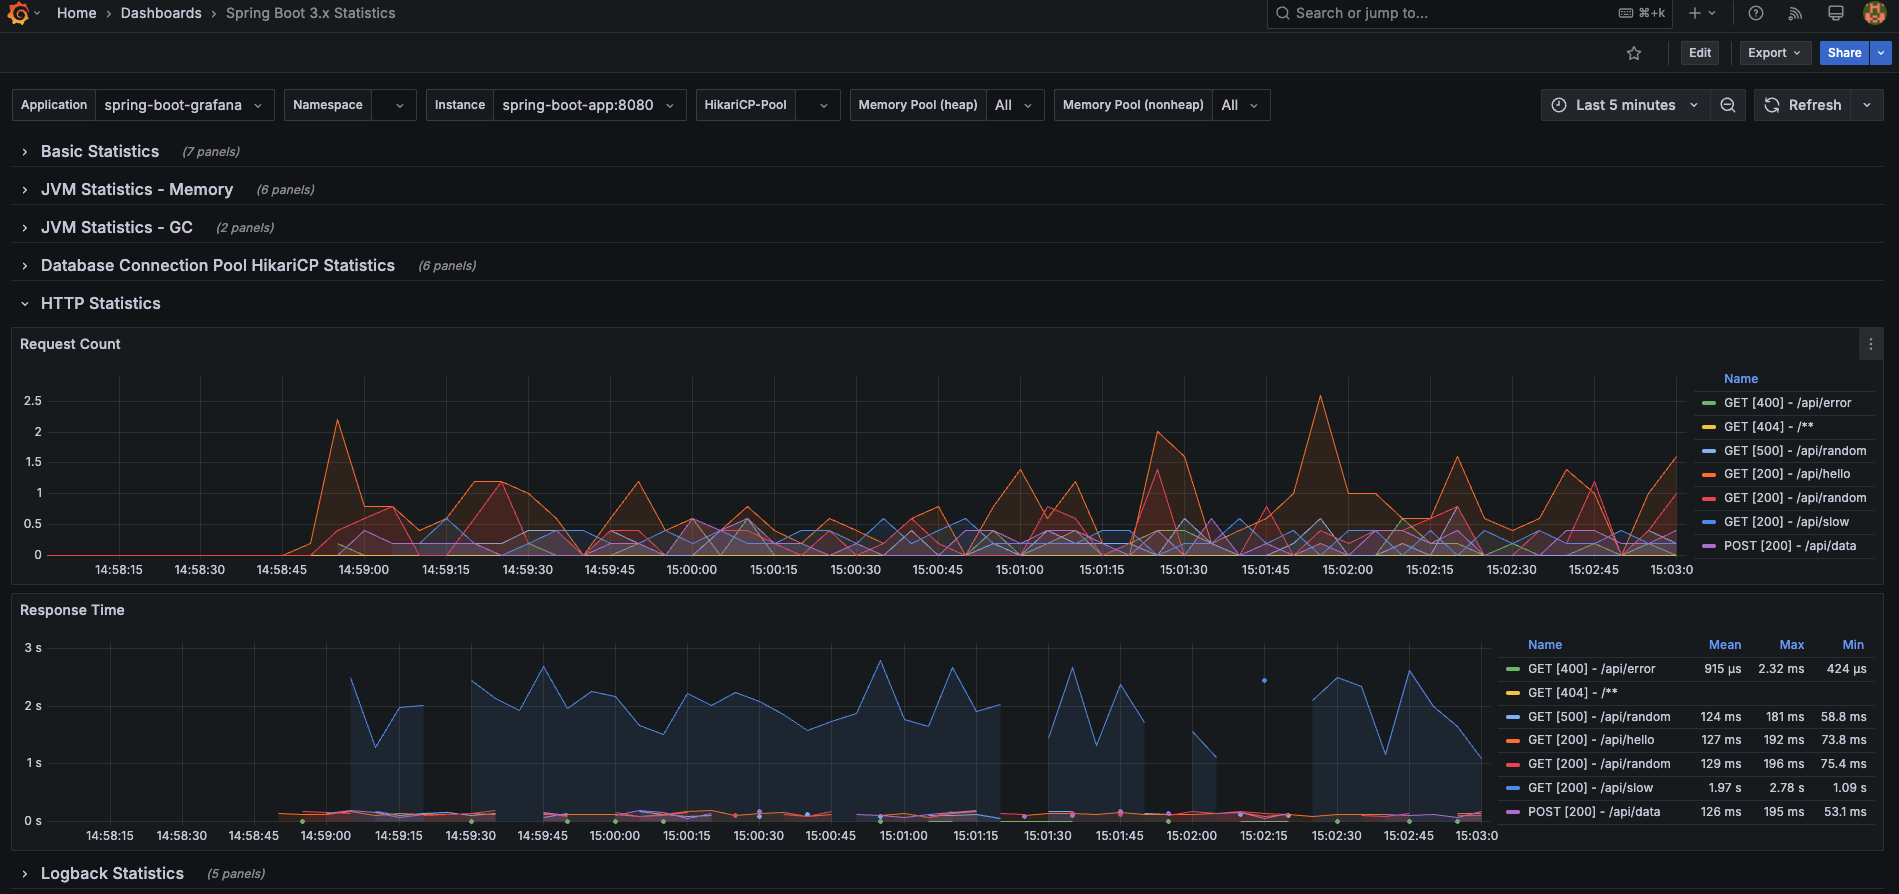 Home › Dashboards › Spring Boot 3.x Statistics
Search or jump to... ⌘+k
Edit Export Share
Application spring-boot-grafana Namespace Instance spring-boot-app:8080 HikariCP-Pool Memory Pool (heap) All Memory Pool (nonheap) All Last 5 minutes Refresh
Basic Statistics (7 panels)
JVM Statistics - Memory (6 panels)
JVM Statistics - GC (2 panels)
Database Connection Pool HikariCP Statistics (6 panels)
HTTP Statistics
Request Count
2.5
2
1.5
1
0.5
0
14:58:15 14:58:30 14:58:45 14:59:00 14:59:15 14:59:30 14:59:45 15:00:00 15:00:15 15:00:30 15:00:45 15:01:00 15:01:15 15:01:30 15:01:45 15:02:00 15:02:15 15:02:30 15:02:45 15:03:0
Name
GET [400] - /api/error
GET [404] - /**
GET [500] - /api/random
GET [200] - /api/hello
GET [200] - /api/random
GET [200] - /api/slow
POST [200] - /api/data
Response Time
3 s
2 s
1 s
0 s
14:58:15 14:58:30 14:58:45 14:59:00 14:59:15 14:59:30 14:59:45 15:00:00 15:00:15 15:00:30 15:00:45 15:01:00 15:01:15 15:01:30 15:01:45 15:02:00 15:02:15 15:02:30 15:02:45 15:03:0
Name Mean Max Min
GET [400] - /api/error 915 µs 2.32 ms 424 µs
GET [404] - /**
GET [500] - /api/random 124 ms 181 ms 58.8 ms
GET [200] - /api/hello 127 ms 192 ms 73.8 ms
GET [200] - /api/random 129 ms 196 ms 75.4 ms
GET [200] - /api/slow 1.97 s 2.78 s 1.09 s
POST [200] - /api/data 126 ms 195 ms 53.1 ms
Logback Statistics (5 panels)